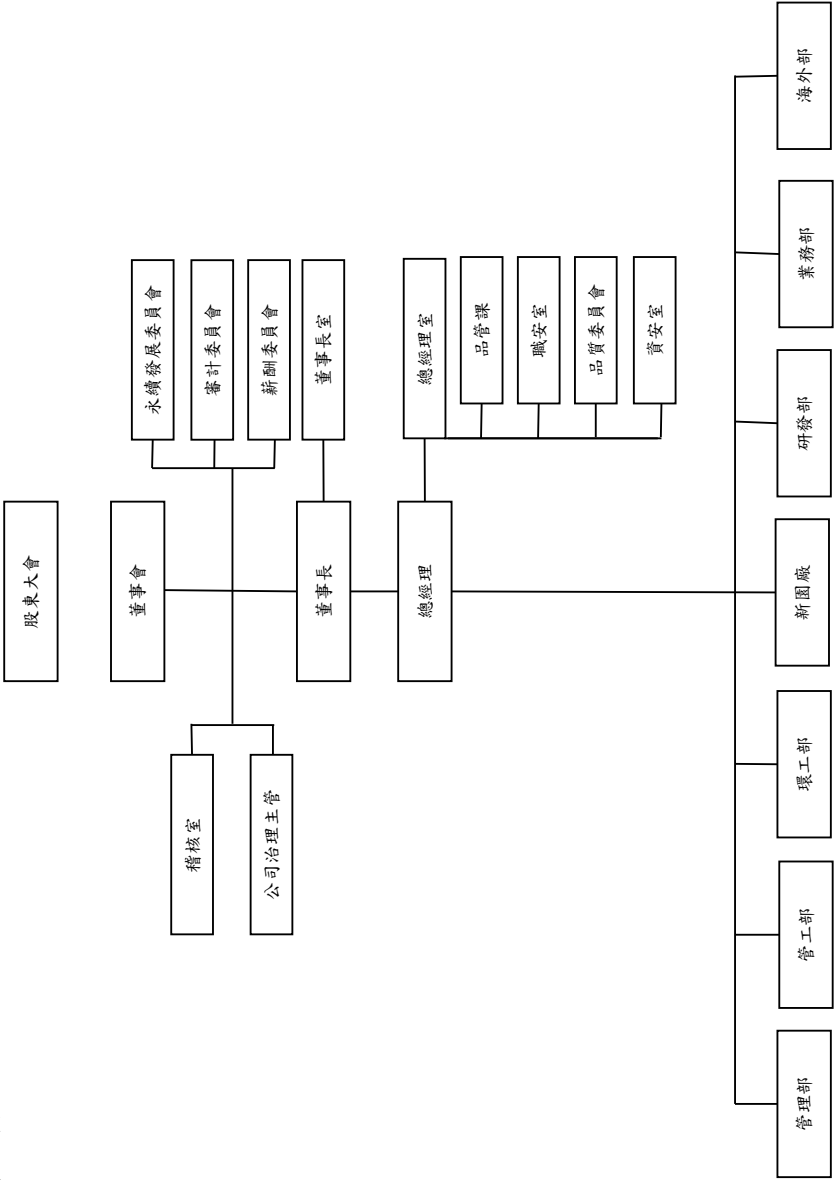 股東大會
董事會
永續發展委員會
審計委員會
薪酬委員會
稽核室
公司治理主管
董事長
董事長室
總經理
總經理室
品管課
職安室
品質委員會
資安室
管理部
管工部
環工部
新園廠
研發部
業務部
海外部